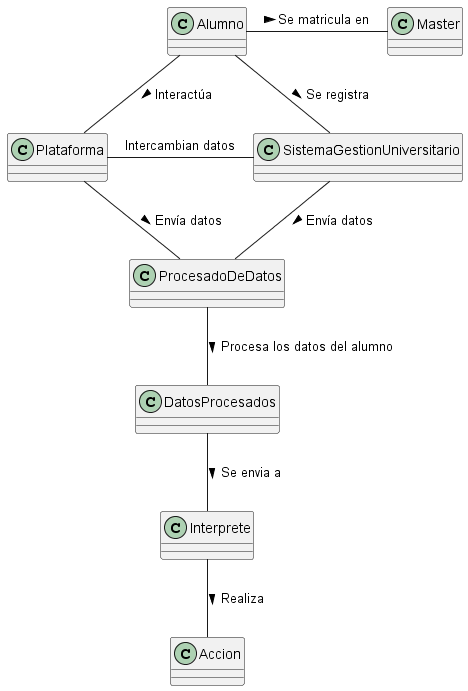 C Alumno
Se matricula en
C Master
Interactúa
Se registra
C Plataforma
Intercambian datos
C SistemaGestionUniversitario
Envía datos
Envía datos
C ProcesadoDeDatos
Procesa los datos del alumno
C DatosProcesados
Se envia a
C Interprete
Realiza
C Accion